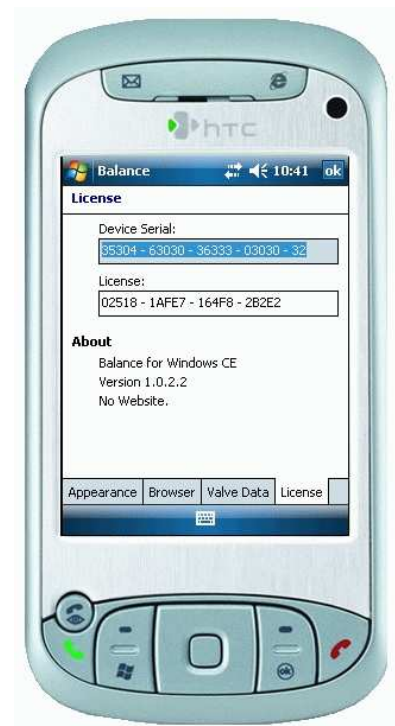 hTC
Balance 10:41 ok
License
Device Serial:
35304 - 63030 - 36333 - 03030 - 32
License:
02518 - 1AFE7 - 164F8 - 2B2E2
About
Balance for Windows CE
Version 1.0.2.2
No Website.
Appearance Browser Valve Data License
ok